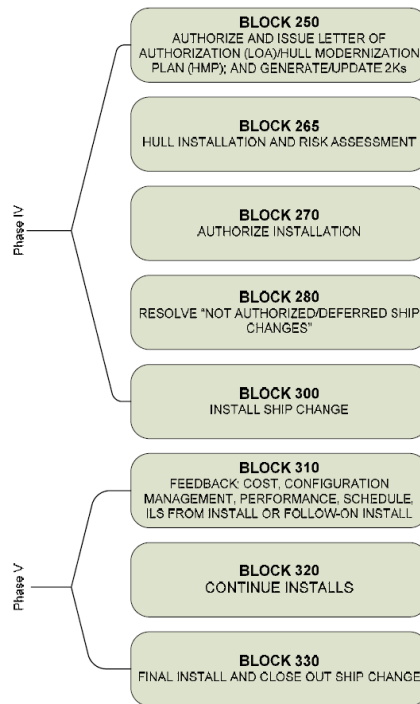 BLOCK 250
AUTHORIZE AND ISSUE LETTER OF
AUTHORIZATION (LOA)/HULL MODERNIZATION
PLAN (HMP); AND GENERATE/UPDATE 2Ks
BLOCK 265
HULL INSTALLATION AND RISK ASSESSMENT
Phase IV
BLOCK 270
AUTHORIZE INSTALLATION
BLOCK 280
RESOLVE “NOT AUTHORIZED/DEFERRED SHIP
CHANGES”
BLOCK 300
INSTALL SHIP CHANGE
BLOCK 310
FEEDBACK: COST, CONFIGURATION
MANAGEMENT, PERFORMANCE, SCHEDULE,
ILS FROM INSTALL OR FOLLOW-ON INSTALL
Phase V
BLOCK 320
CONTINUE INSTALLS
BLOCK 330
FINAL INSTALL AND CLOSE OUT SHIP CHANGE